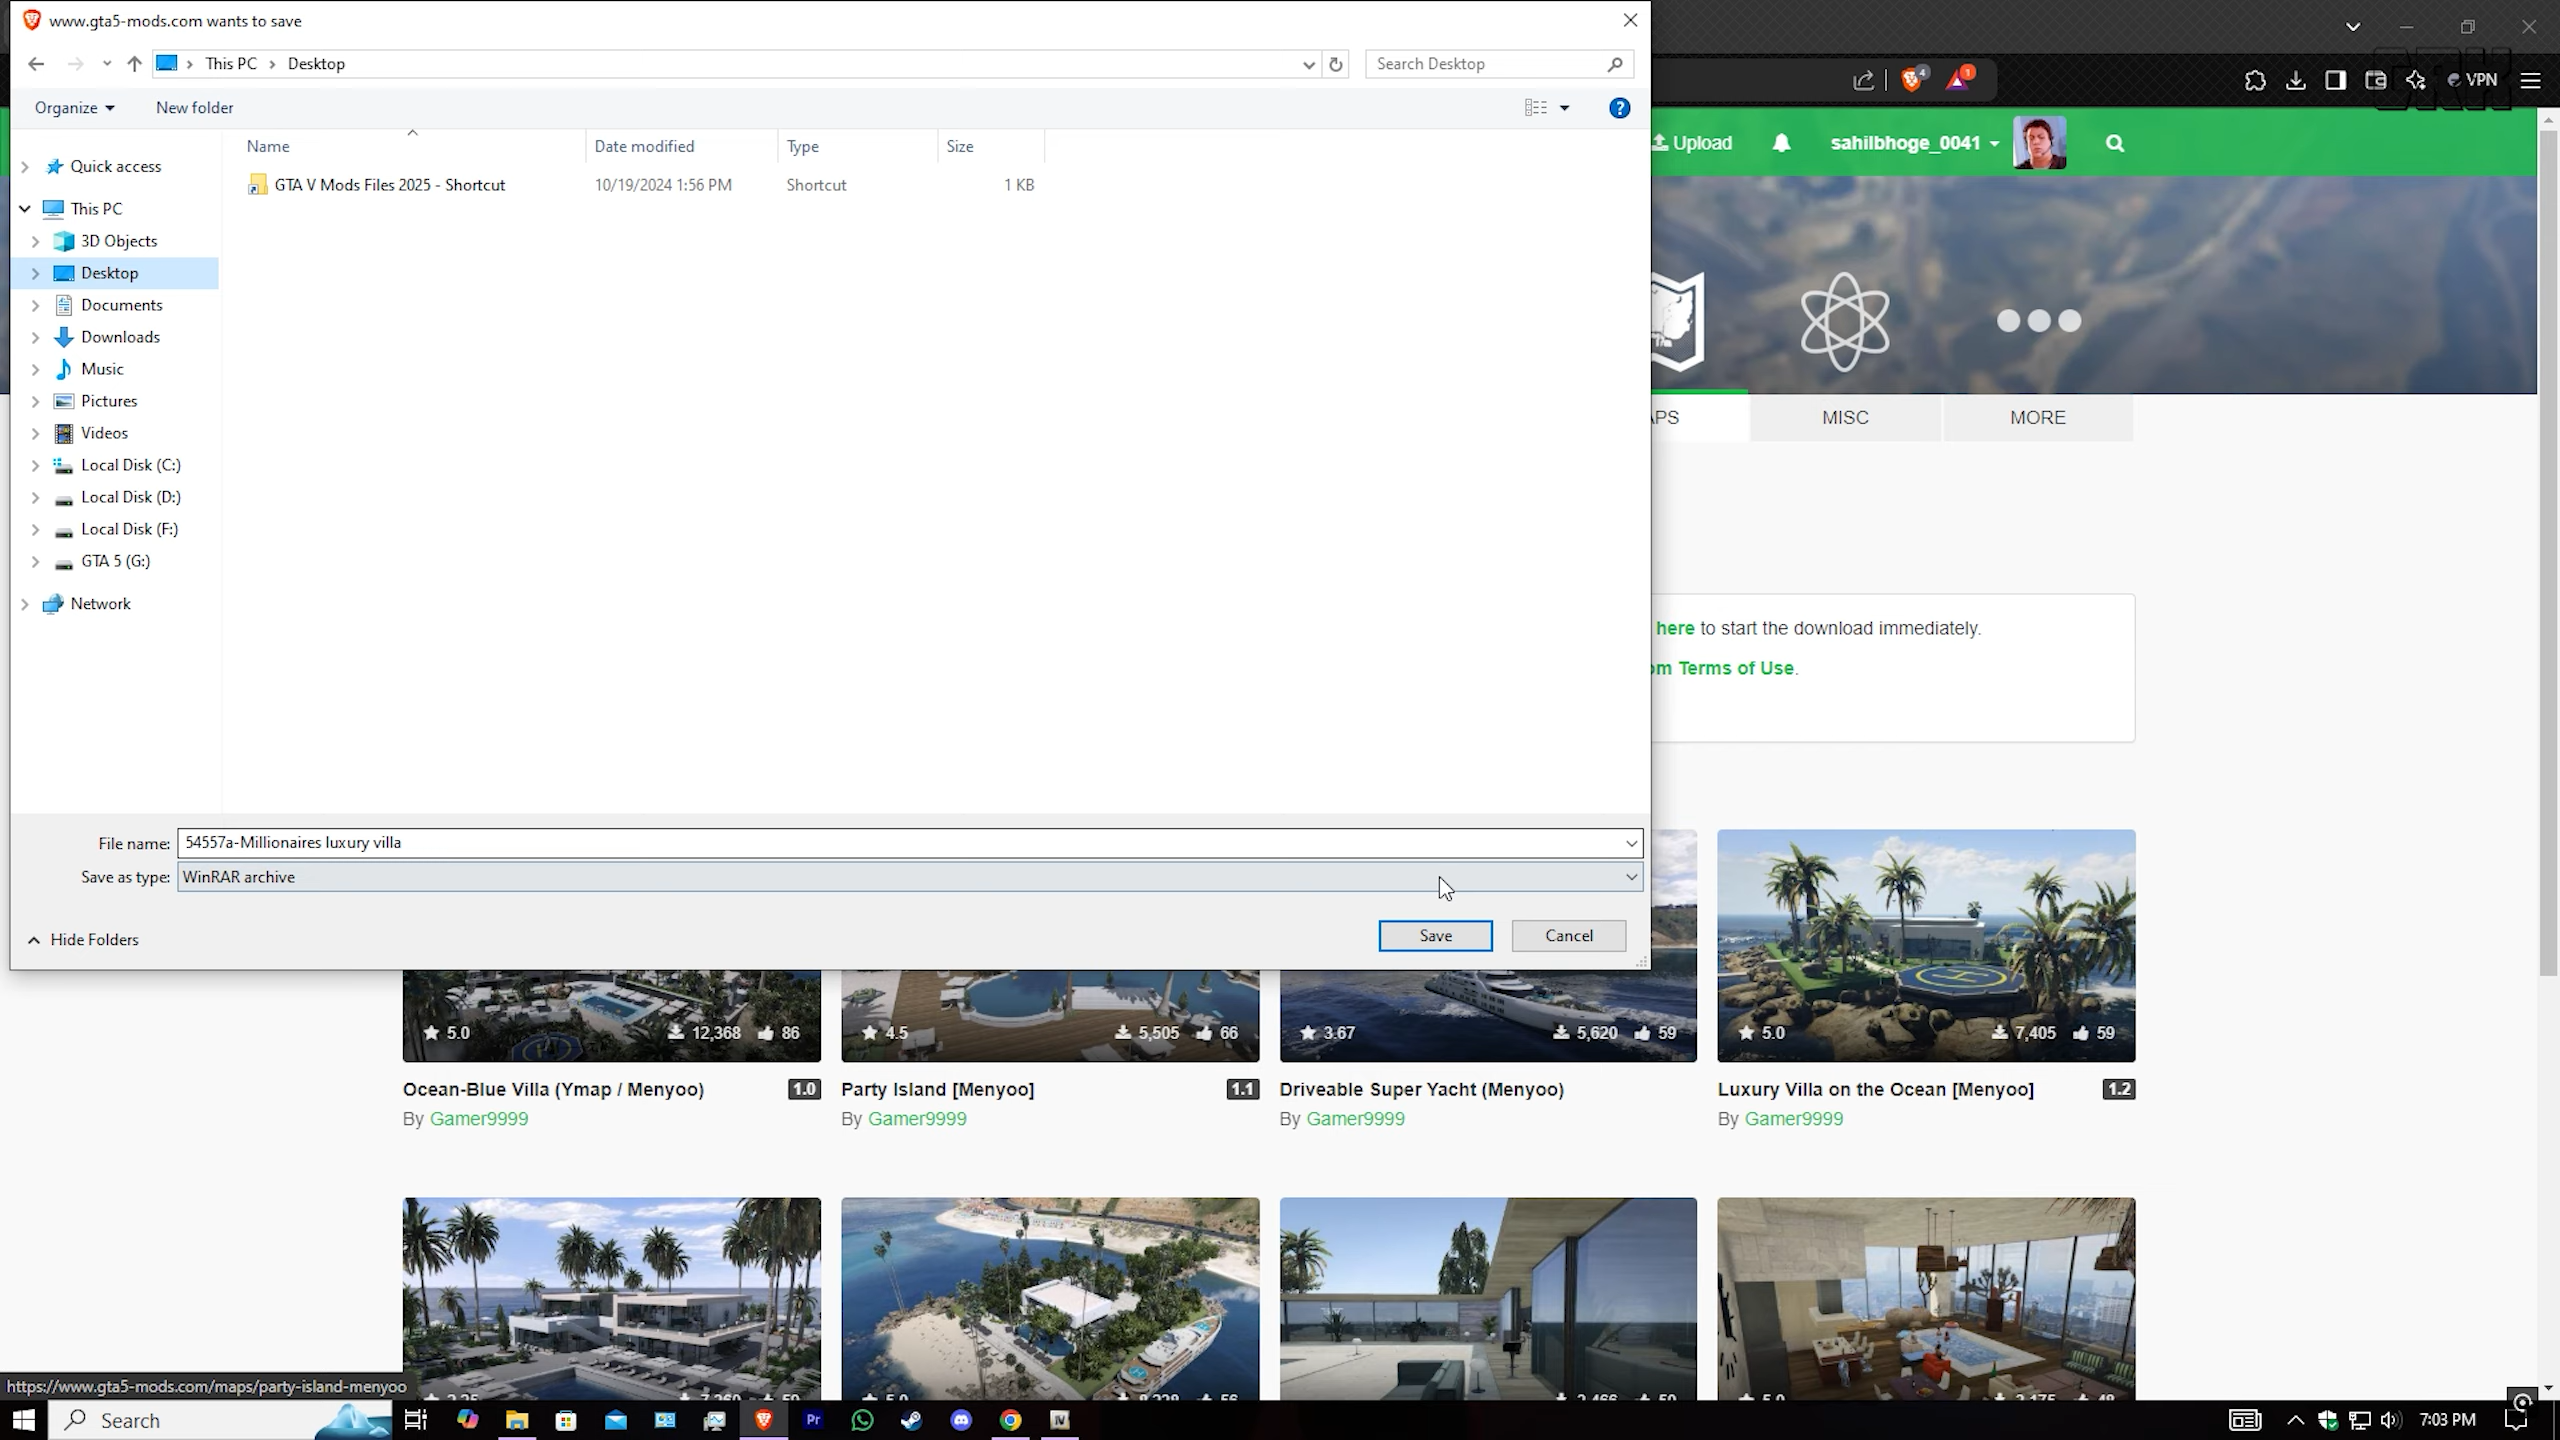 www.gta5-mods.com wants to save
This PC
Desktop
Search Desktop
Organize
New folder
Name
Date modified
Type
Size
GTA V Mods Files 2025 - Shortcut
10/19/2024 1:56 PM
Shortcut
1 KB
Quick access
This PC
3D Objects
Desktop
Documents
Downloads
Music
Pictures
Videos
Local Disk (C:)
Local Disk (D:)
Local Disk (F:)
GTA 5 (G:)
Network
File name:
54557a-Millionaires luxury villa
Save as type:
WinRAR archive
Hide Folders
Save
Cancel
4
1
VPN
Upload
sahilbhoge_0041
MISC
MORE
here to start the download immediately.
Terms of Use.
5.0
12,368
86
4.5
5,505
66
3.67
5,620
59
5.0
7,405
59
Ocean-Blue Villa (Ymap / Menyoo)
1.0
By Gamer9999
Party Island [Menyoo]
1.1
By Gamer9999
Driveable Super Yacht (Menyoo)
By Gamer9999
Luxury Villa on the Ocean [Menyoo]
1.2
By Gamer9999
https://www.gta5-mods.com/maps/party-island-menyoo
Search
Pr
IV
7:03 PM